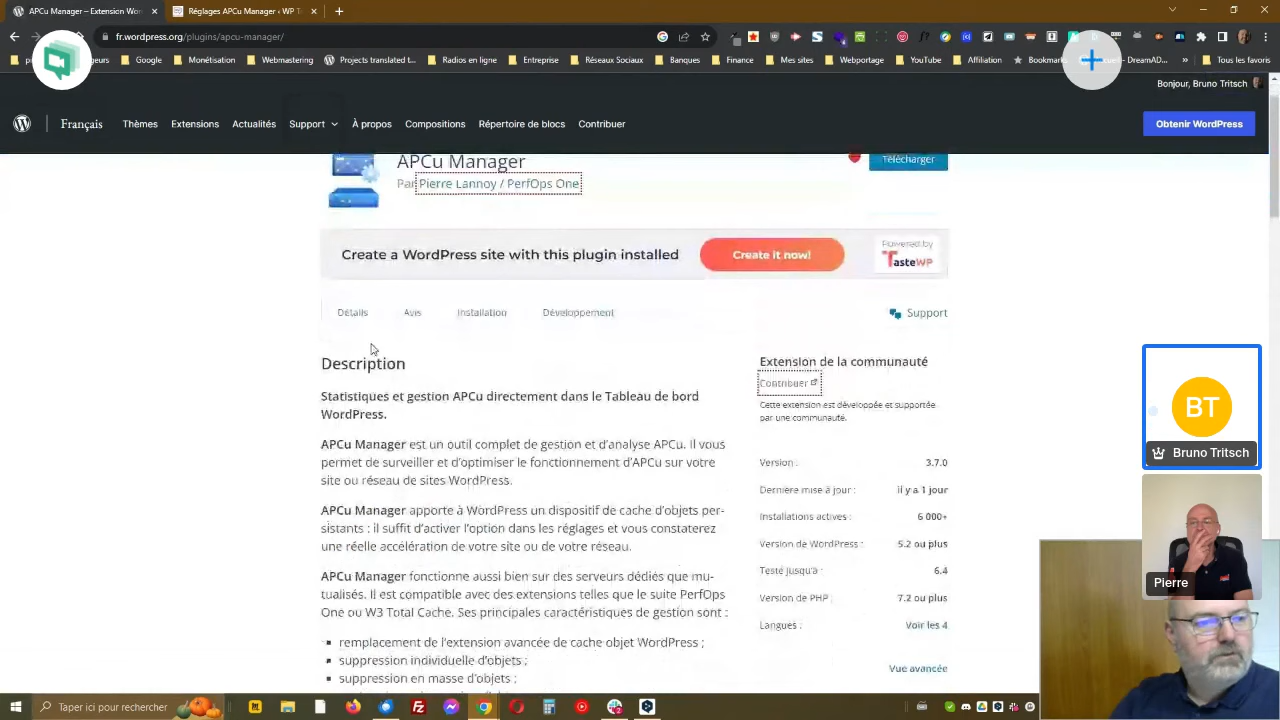 APCu Manager – Extension Wor
Réglages APCu Manager ‹ WP T
fr.wordpress.org/plugins/apcu-manager/
Google
Monétisation
Webmastering
Projects translated t...
Radios en ligne
Entreprise
Réseaux Sociaux
Banques
Finance
Mes sites
Webportage
YouTube
Affiliation
Bookmark
Accueil - DreamAD...
»
Tous les favoris
Bonjour, Bruno Tritsch
Français
Thèmes
Extensions
Actualités
Support
À propos
Compositions
Répertoire de blocs
Contribuer
Obtenir WordPress
APCu Manager
Par Pierre Lannoy / PerfOps One
Télécharger
Create a WordPress site with this plugin installed
Create it now!
Powered by
TasteWP
Détails
Avis
Installation
Développement
Support
Description
Statistiques et gestion APCu directement dans le Tableau de bord
WordPress.
APCu Manager est un outil complet de gestion et d’analyse APCu. Il vous
permet de surveiller et d’optimiser le fonctionnement d’APCu sur votre
site ou réseau de sites WordPress.
APCu Manager apporte à WordPress un dispositif de cache d’objets per-
sistants : il suffit d’activer l’option dans les réglages et vous constaterez
une réelle accélération de votre site ou de votre réseau.
APCu Manager fonctionne aussi bien sur des serveurs dédiés que mu-
tualisés. Il est compatible avec des extensions telles que le suite PerfOps
One ou W3 Total Cache. Ses principales caractéristiques de gestion sont :
remplacement de l’extension avancée de cache objet WordPress ;
suppression individuelle d’objets ;
suppression en masse d’objets ;
Extension de la communauté
Contribuer
Cette extension est développée et supportée
par une communauté.
Version : 3.7.0
Dernière mise à jour : il y a 1 jour
Installations actives : 6 000+
Version de WordPress : 5.2 ou plus
Testé jusqu’à : 6.4
Version de PHP : 7.2 ou plus
Langues : Voir les 4
Vue avancée
BT
Bruno Tritsch
Pierre
Taper ici pour rechercher